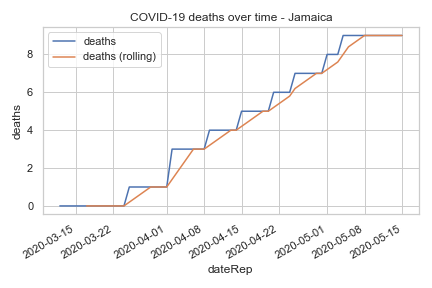 COVID-19 deaths over time - Jamaica
deaths
deaths (rolling)
deaths
8
6
4
2
0
2020-03-15
2020-03-22
2020-04-01
2020-04-08
2020-04-15
2020-04-22
2020-05-01
2020-05-08
2020-05-15
dateRep